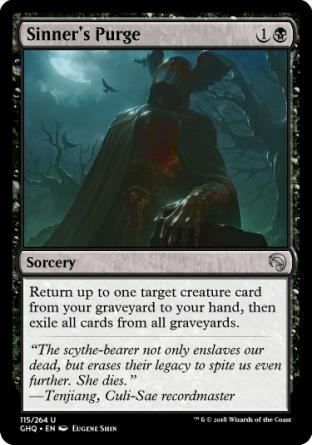 Sinner's Purge 1
Sorcery
Return up to one target creature card
from your graveyard to your hand, then
exile all cards from all graveyards.
“The scythe-bearer not only enslaves our
dead, but erases their legacy to spite us even
further. She dies.”
—Tenjiang, Culi-Sae recordmaster
115/264 U
GHQ • EN EUGENE SHIN
™ & © 2018 Wizards of the Coast